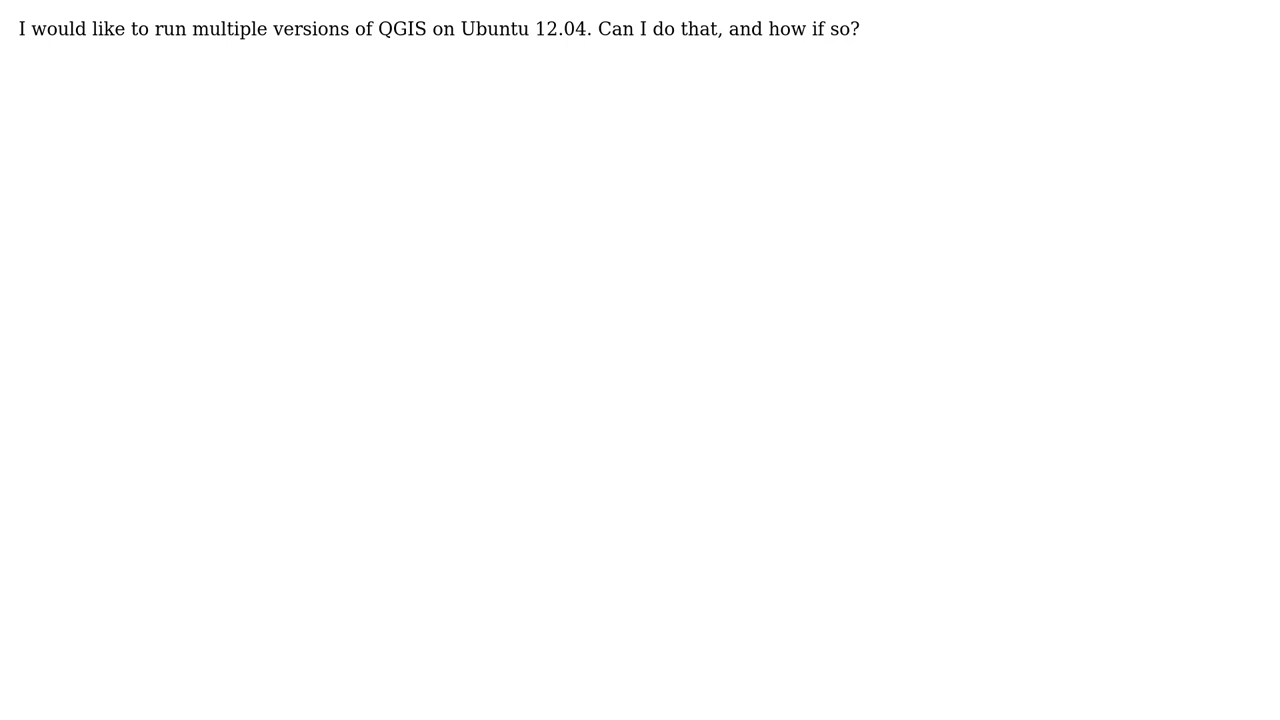 I would like to run multiple versions of QGIS on Ubuntu 12.04. Can I do that, and how if so?